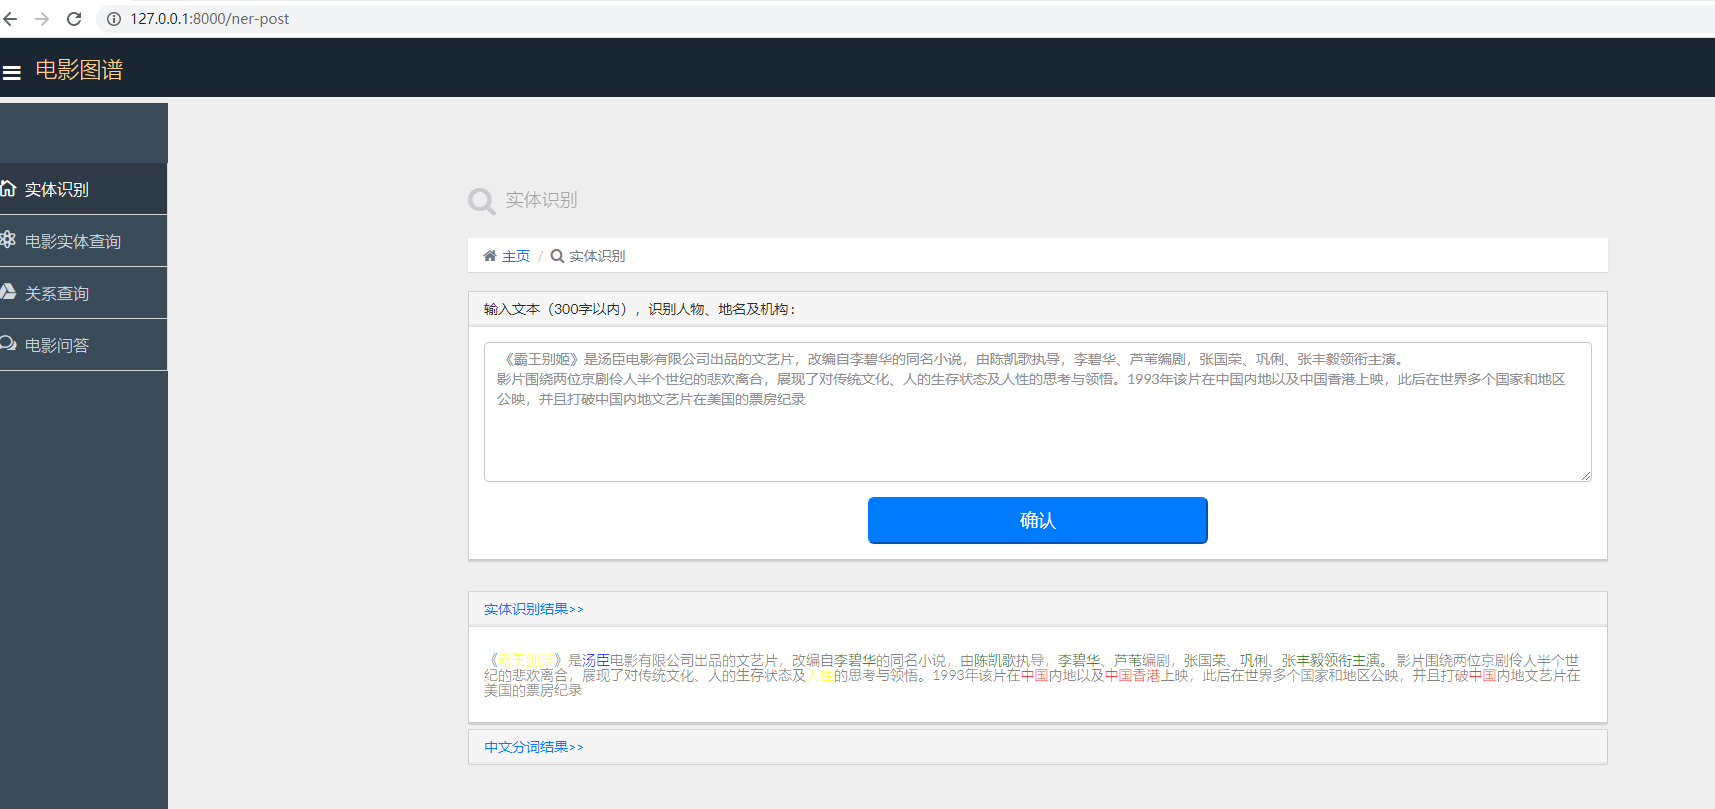 127.0.0.1:8000/ner-post
电影图谱
实体识别
电影实体查询
关系查询
电影问答
实体识别
主页 / 实体识别
输入文本（300字以内），识别人物、地名及机构：
《霸王别姬》是汤臣电影有限公司出品的文艺片，改编自李碧华的同名小说，由陈凯歌执导，李碧华、芦苇编剧，张国荣、巩俐、张丰毅领衔主演。
影片围绕两位京剧伶人半个世纪的悲欢离合，展现了对传统文化、人的生存状态及人性的思考与领悟。1993年该片在中国内地以及中国香港上映，此后在世界多个国家和地区
公映，并且打破中国内地文艺片在美国的票房纪录
确认
实体识别结果>>
《霸王别姬》是汤臣电影有限公司出品的文艺片，改编自李碧华的同名小说，由陈凯歌执导，李碧华、芦苇编剧，张国荣、巩俐、张丰毅领衔主演。 影片围绕两位京剧伶人半个世
纪的悲欢离合，展现了对传统文化、人的生存状态及人性的思考与领悟。1993年该片在中国内地以及中国香港上映，此后在世界多个国家和地区公映，并且打破中国内地文艺片在
美国的票房纪录
中文分词结果>>